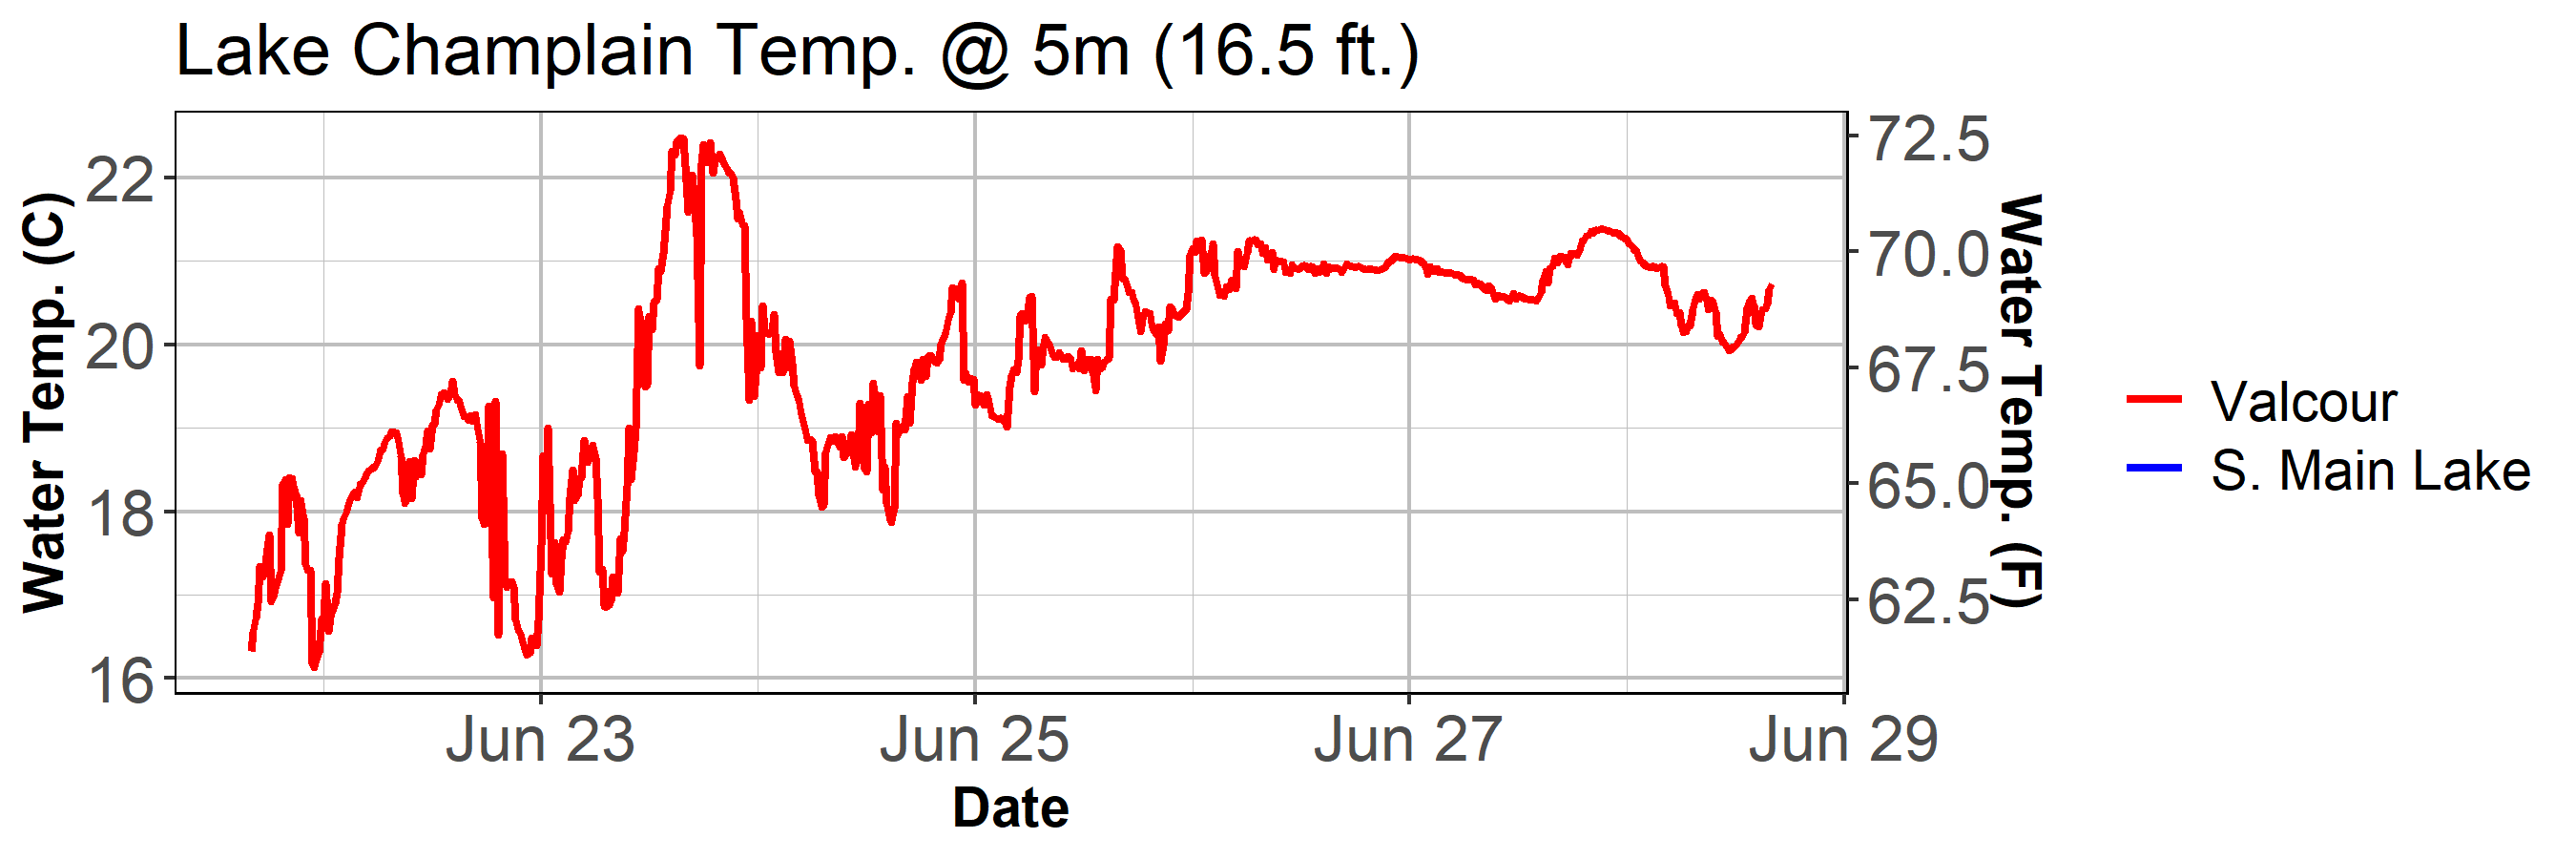 Lake Champlain Temp. @ 5m (16.5 ft.)
Water Temp. (C)
22
20
18
16
72.5
70.0
67.5
65.0
62.5
Water Temp. (F)
Jun 23
Jun 25
Jun 27
Jun 29
Date
Valcour
S. Main Lake